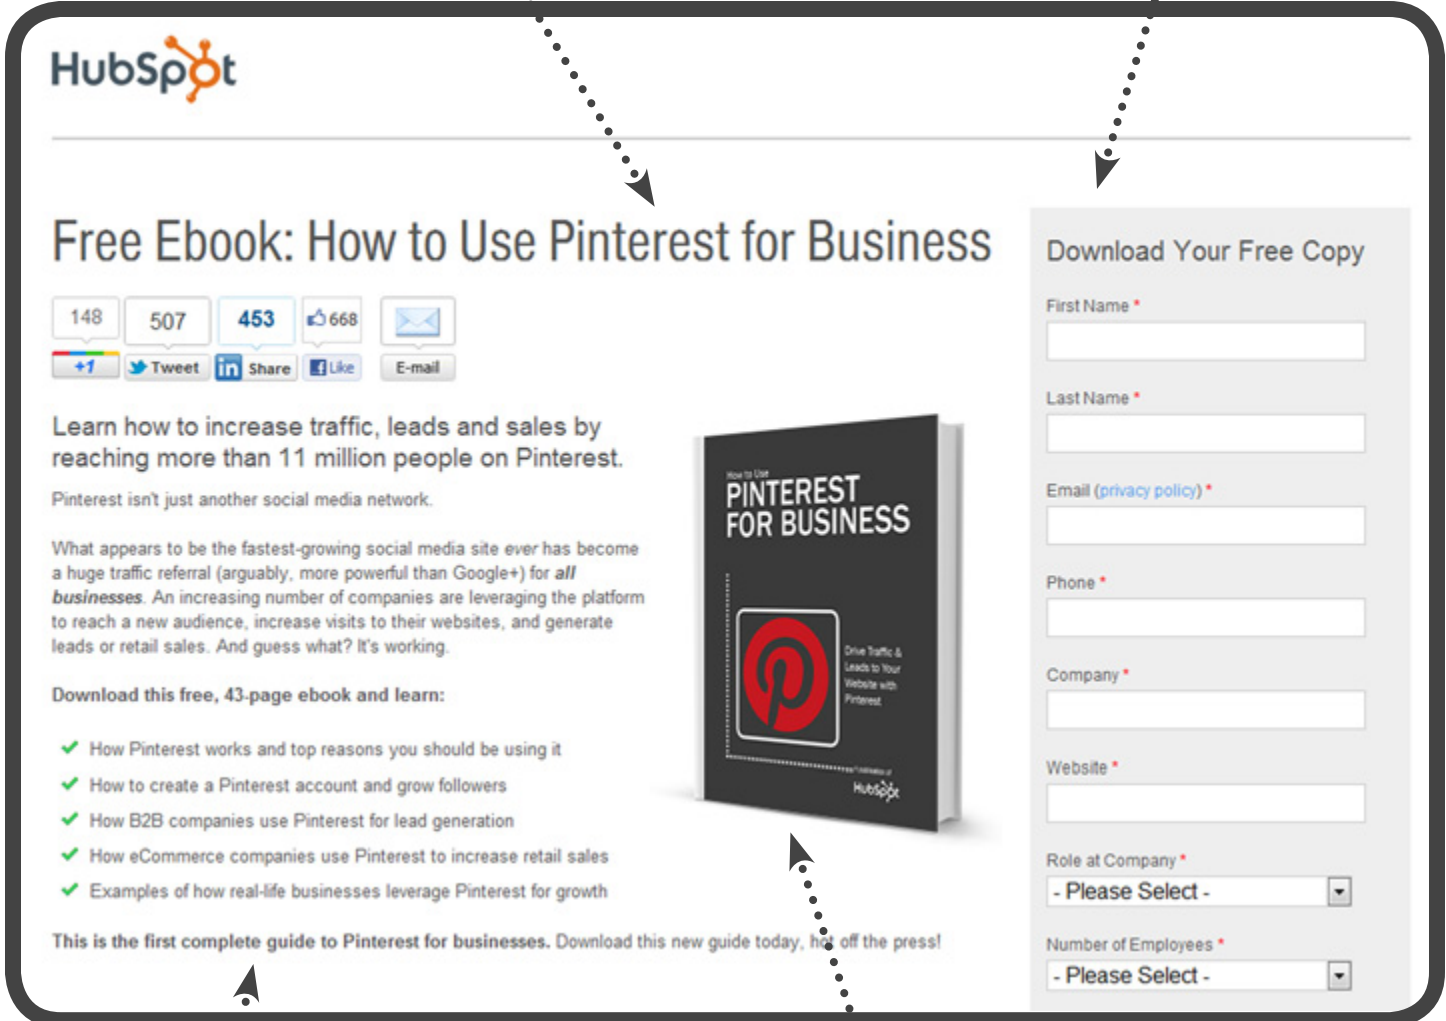 HubSpot
Free Ebook: How to Use Pinterest for Business
148
507
453
668
+1
Tweet
in Share
Like
E-mail
Learn how to increase traffic, leads and sales by
reaching more than 11 million people on Pinterest.
Pinterest isn't just another social media network.
What appears to be the fastest-growing social media site ever has become
a huge traffic referral (arguably, more powerful than Google+) for all
businesses. An increasing number of companies are leveraging the platform
to reach a new audience, increase visits to their websites, and generate
leads or retail sales. And guess what? It's working.
Download this free, 43-page ebook and learn:
How Pinterest works and top reasons you should be using it
How to create a Pinterest account and grow followers
How B2B companies use Pinterest for lead generation
How eCommerce companies use Pinterest to increase retail sales
Examples of how real-life businesses leverage Pinterest for growth
This is the first complete guide to Pinterest for businesses. Download this new guide today, hot off the press!
How to Use
PINTEREST
FOR BUSINESS
Drive Traffic &
Leads to Your
Website with
Pinterest
A publication of
HubSpot
Download Your Free Copy
First Name *
Last Name *
Email (privacy policy) *
Phone *
Company *
Website *
Role at Company *
- Please Select -
Number of Employees *
- Please Select -